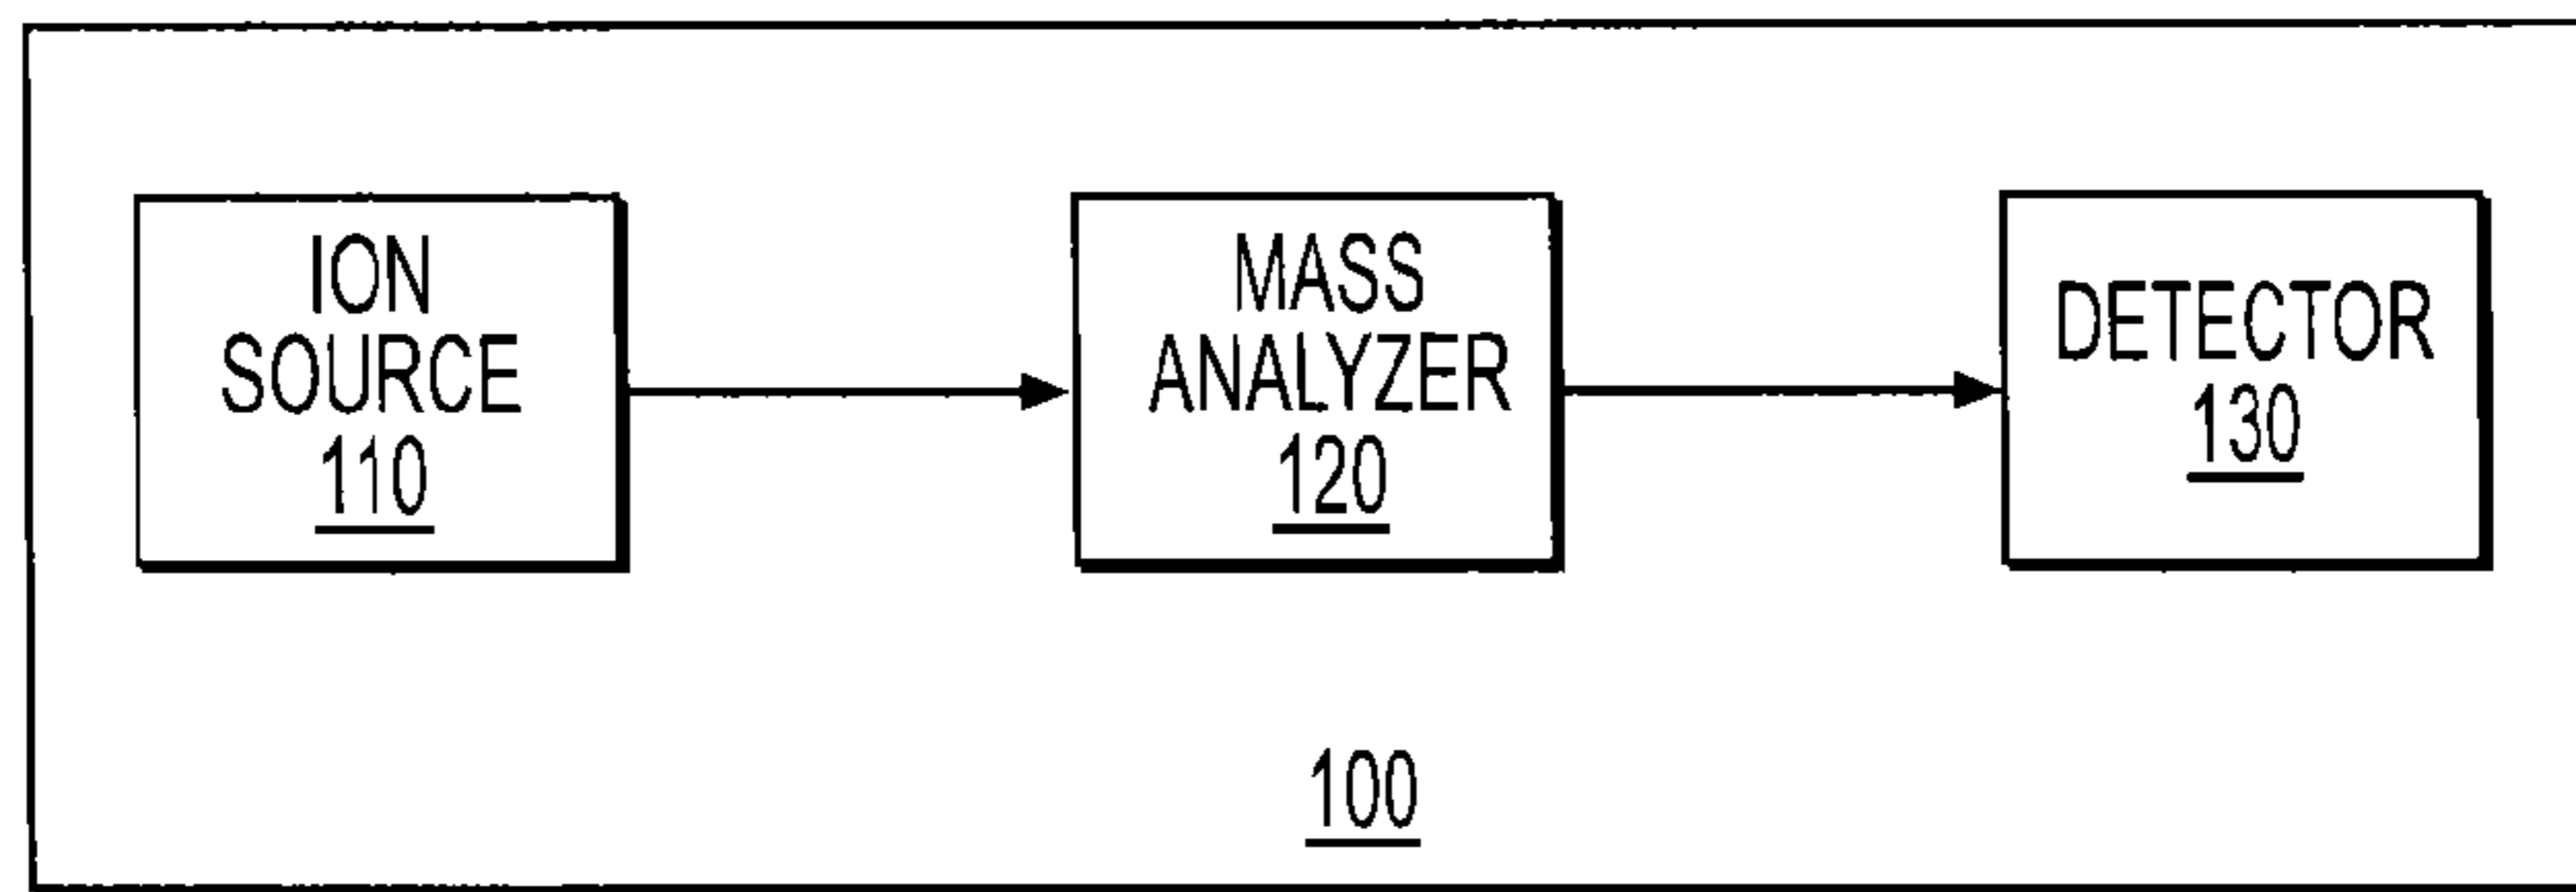 ION
SOURCE
110
MASS
ANALYZER
120
DETECTOR
130
100